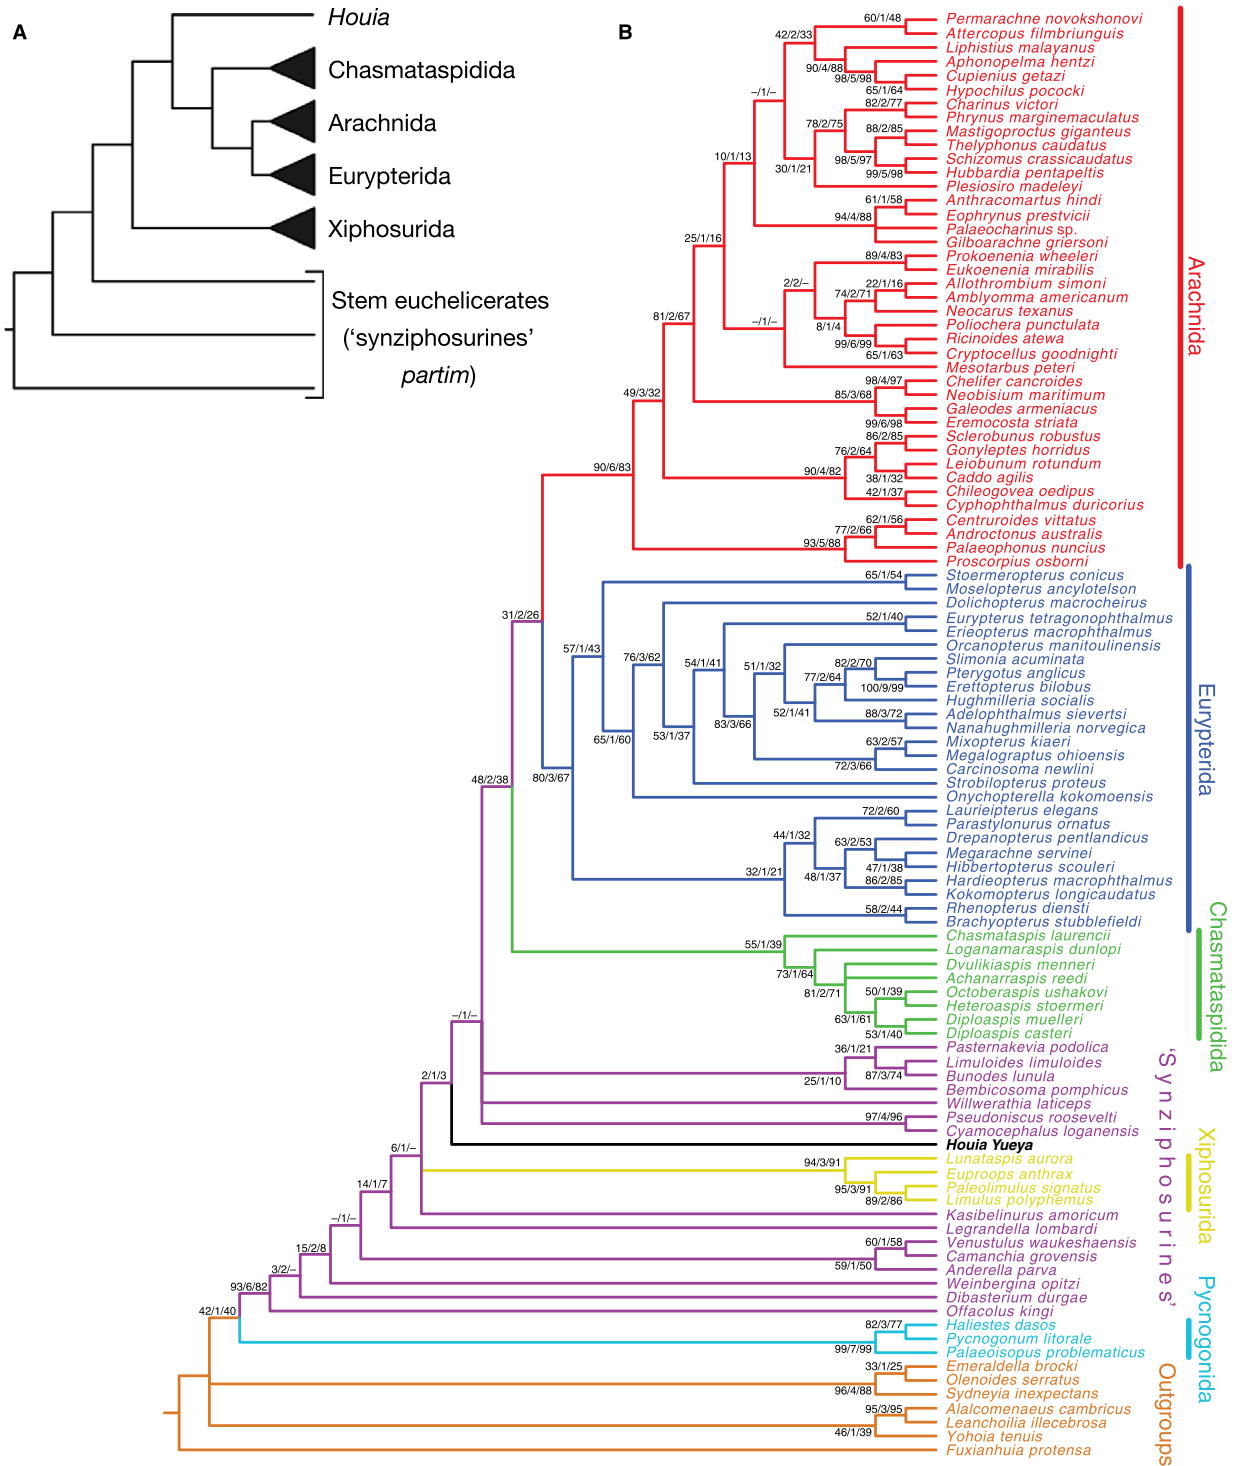 A
Houia
Chasmataspidida
Arachnida
Eurypterida
Xiphosurida
Stem euchelicerates
(‘synziphosurines’
partim)
B
60/1/48
42/2/33
90/4/88
98/5/98
65/1/64
–/1/–
82/2/77
78/2/75
88/2/85
98/5/97
99/5/98
30/1/21
10/1/13
61/1/58
94/4/88
25/1/16
89/4/83
2/2/–
22/1/16
74/2/71
8/1/4
99/6/99
65/1/63
–/1/–
81/2/67
98/4/97
85/3/68
99/6/98
49/3/32
86/2/85
76/2/64
90/4/82
38/1/32
42/1/37
90/6/83
62/1/56
77/2/66
93/5/88
65/1/54
31/2/26
52/1/40
57/1/43
76/3/62
54/1/41
51/1/32
82/2/70
77/2/64
100/9/99
52/1/41
88/3/72
83/3/66
65/1/60
53/1/37
63/2/57
72/3/66
48/2/38
80/3/67
72/2/60
44/1/32
63/2/53
47/1/38
48/1/37
86/2/85
32/1/21
58/2/44
55/1/39
73/1/64
81/2/71
50/1/39
63/1/61
53/1/40
–/1/–
36/1/21
87/3/74
25/1/10
2/1/3
97/4/96
6/1/–
94/3/91
95/3/91
89/2/86
14/1/7
–/1/–
60/1/58
59/1/50
15/2/8
3/2/–
93/6/82
42/1/40
82/3/77
99/7/99
33/1/25
96/4/88
95/3/95
46/1/39
Permarachne novokshonovi
Attercopus filmbriunguis
Liphistius malayanus
Aphonopelma hentzi
Cupienius getazi
Hypochilus pococki
Charinus victori
Phrynus marginemaculatus
Mastigoproctus giganteus
Thelyphonus caudatus
Schizomus crassicaudatus
Hubbardia pentapeltis
Plesiosiro madeleyi
Anthracomartus hindi
Eophrynus prestvicii
Palaeocharinus sp.
Gilboarachne griersoni
Prokoenenia wheeleri
Eukoenenia mirabilis
Allothrombium simoni
Amblyomma americanum
Neocarus texanus
Poliochera punctulata
Ricinoides atewa
Cryptocellus goodnighti
Mesotarbus peteri
Chelifer cancroides
Neobisium maritimum
Galeodes armeniacus
Eremocosta striata
Sclerobunus robustus
Gonyleptes horridus
Leiobunum rotundum
Caddo agilis
Chileogovea oedipus
Cyphophthalmus duricorius
Centruroides vittatus
Androctonus australis
Palaeophonus nuncius
Proscorpius osborni
Stoermeropterus conicus
Moselopterus ancylotelson
Dolichopterus macrocheirus
Eurypterus tetragonophthalmus
Erieopterus macrophthalmus
Orcanopterus manitoulinensis
Slimonia acuminata
Pterygotus anglicus
Erettopterus bilobus
Hughmilleria socialis
Adelophthalmus sievertsi
Nanahughmilleria norvegica
Mixopterus kiaeri
Megalograptus ohioensis
Carcinosoma newlini
Strobilopterus proteus
Onychopterella kokomoensis
Laurieipterus elegans
Parastylonurus ornatus
Drepanopterus pentlandicus
Megarachne servinei
Hibbertopterus scouleri
Hardieopterus macrophthalmus
Kokomopterus longicaudatus
Rhenopterus diensti
Brachyopterus stubblefieldi
Chasmataspis laurencii
Loganamaraspis dunlopi
Dvulikiaspis menneri
Achanarraspis reedi
Octoberaspis ushakovi
Heteroaspis stoermeri
Diploaspis muelleri
Diploaspis casteri
Pasternakevia podolica
Limuloides limuloides
Bunodes lunula
Bembicosoma pomphicus
Willwerathia laticeps
Pseudoniscus roosevelti
Cyamocephalus loganensis
Houia Yueya
Lunataspis aurora
Euproops anthrax
Paleolimulus signatus
Limulus polyphemus
Kasibelinurus amoricum
Legrandella lombardi
Venustulus waukeshaensis
Camanchia grovensis
Anderella parva
Weinbergina opitzi
Dibasterium durgae
Offacolus kingi
Haliestes dasos
Pycnogonum litorale
Palaeoisopus problematicus
Emeraldella brocki
Olenoides serratus
Sydneyia inexpectans
Alalcomenaeus cambricus
Leanchoilia illecebrosa
Yohoia tenuis
Fuxianhuia protensa
Arachnida
Eurypterida
Chasmataspidida
‘Synziphosurines’
Xiphosurida
Pycnogonida
Outgroups